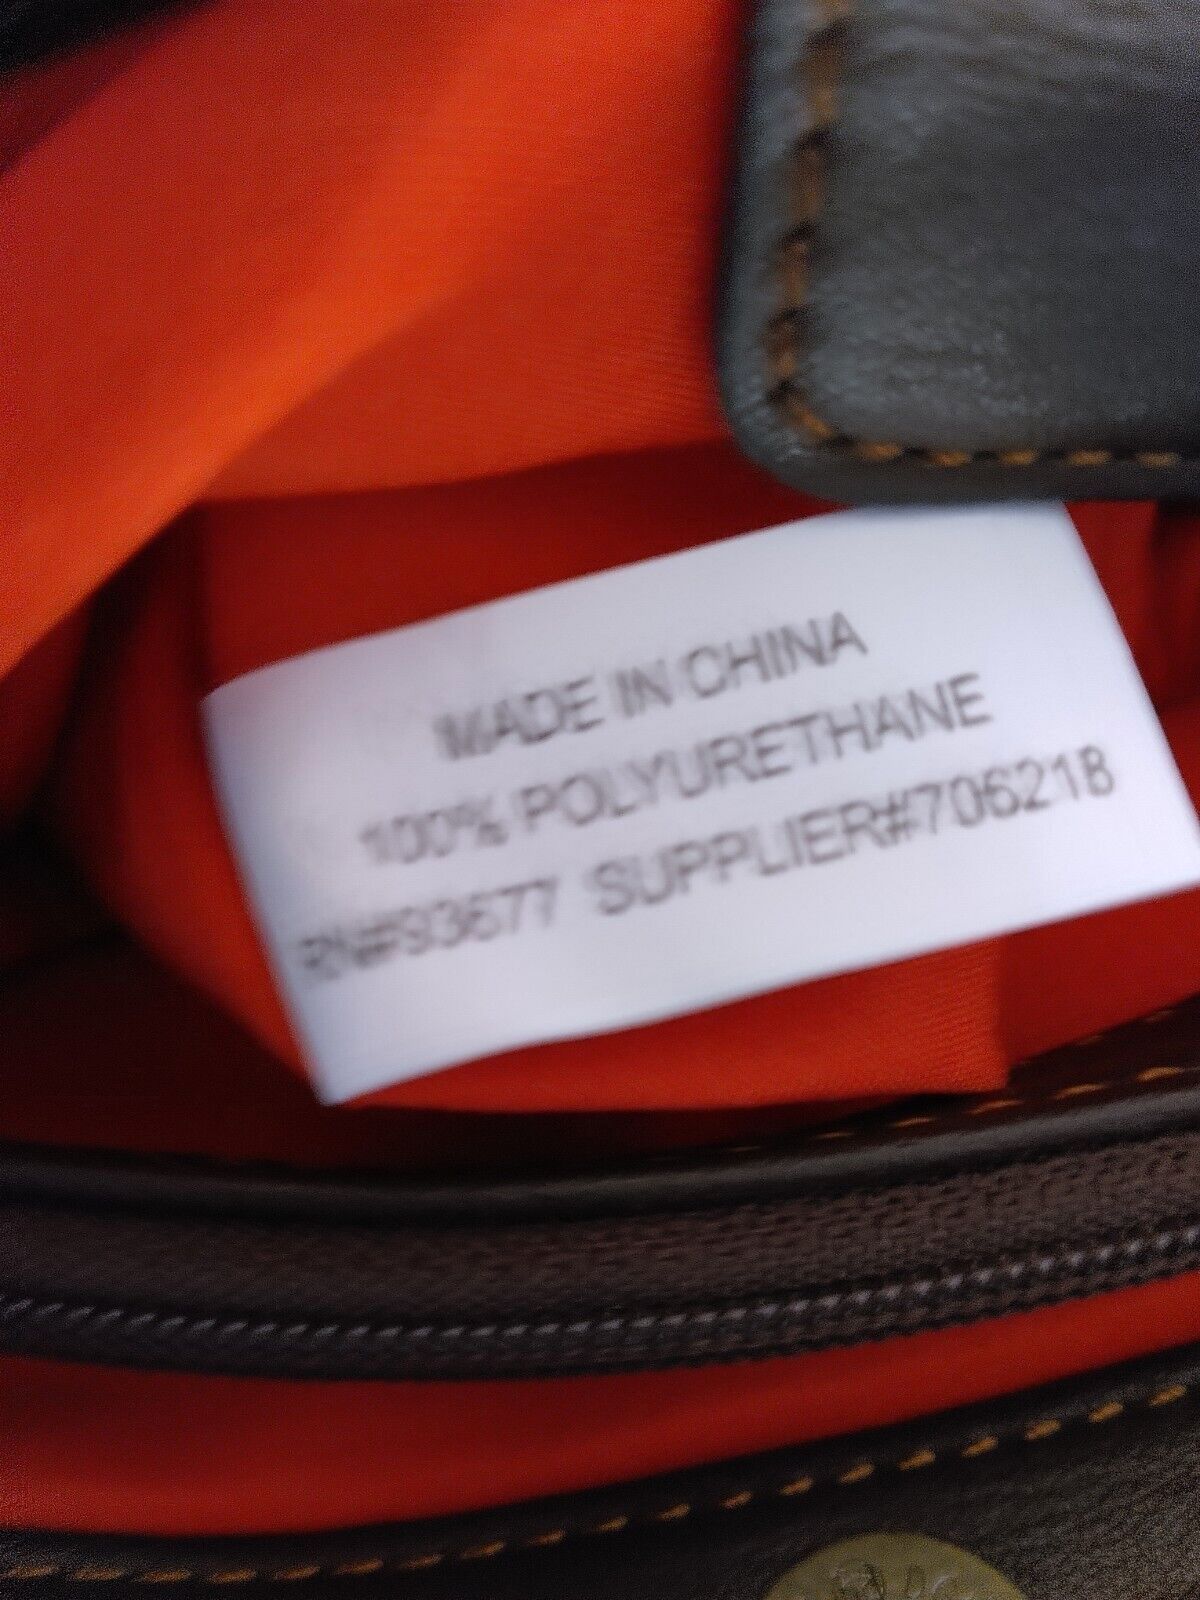 MADE IN CHINA
100% POLYURETHANE
RN#93677 SUPPLIER#706218